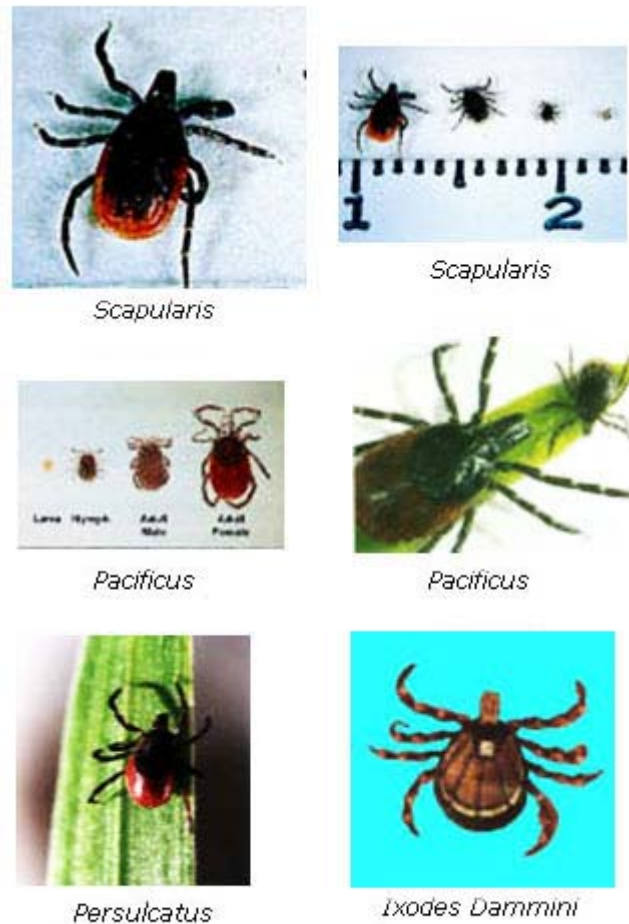 1 2
Scapularis
Scapularis
Larva Nymph Adult Adult
Male Female
Pacificus
Pacificus
Persulcatus
Ixodes Dammini